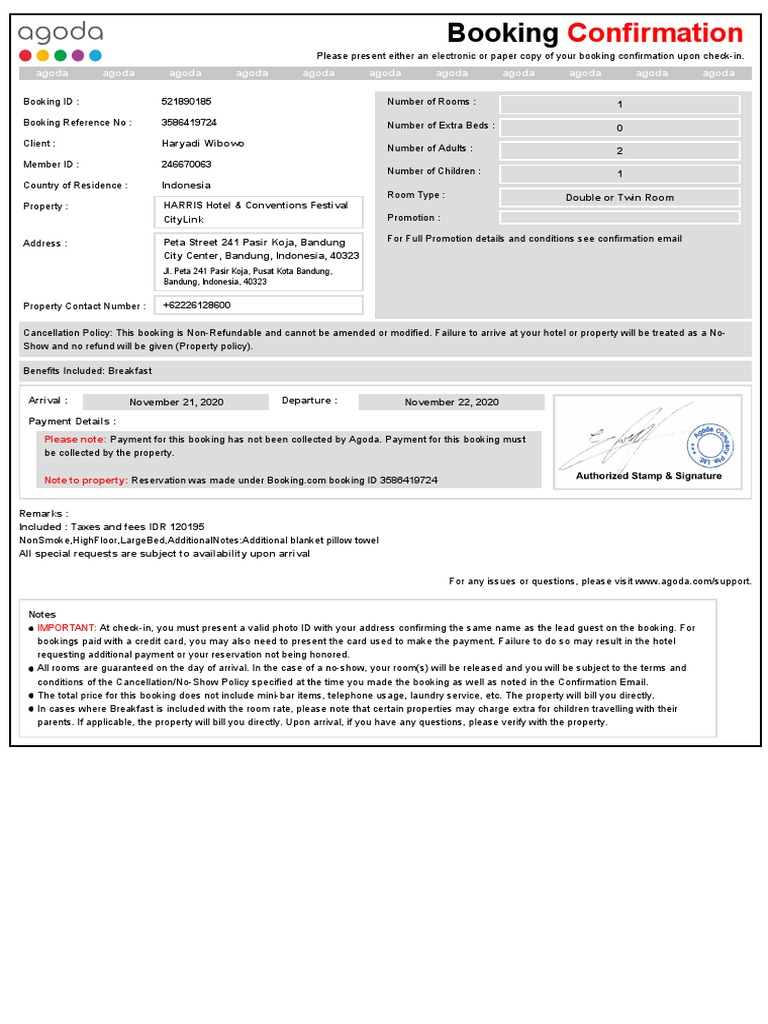 agoda
Booking Confirmation
Please present either an electronic or paper copy of your booking confirmation upon check-in.
agoda agoda agoda agoda agoda agoda agoda agoda agoda agoda agoda
Booking ID : 521890185
Booking Reference No : 3586419724
Client : Haryadi Wibowo
Member ID : 246670063
Country of Residence : Indonesia
Property : HARRIS Hotel & Conventions Festival
CityLink
Address : Peta Street 241 Pasir Koja, Bandung
City Center, Bandung, Indonesia, 40323
Jl. Peta 241 Pasir Koja, Pusat Kota Bandung,
Bandung, Indonesia, 40323
Property Contact Number : +62226128600
Number of Rooms : 1
Number of Extra Beds : 0
Number of Adults : 2
Number of Children : 1
Room Type : Double or Twin Room
Promotion :
For Full Promotion details and conditions see confirmation email
Cancellation Policy: This booking is Non-Refundable and cannot be amended or modified. Failure to arrive at your hotel or property will be treated as a No-
Show and no refund will be given (Property policy).
Benefits Included: Breakfast
Arrival : November 21, 2020 Departure : November 22, 2020
Payment Details :
Please note: Payment for this booking has not been collected by Agoda. Payment for this booking must
be collected by the property.
Note to property: Reservation was made under Booking.com booking ID 3586419724
Agoda Company Pte. Ltd.
Authorized Stamp & Signature
Remarks :
Included : Taxes and fees IDR 120195
NonSmoke,HighFloor,LargeBed,AdditionalNotes:Additional blanket pillow towel
All special requests are subject to availability upon arrival
For any issues or questions, please visit www.agoda.com/support.
Notes
● IMPORTANT: At check-in, you must present a valid photo ID with your address confirming the same name as the lead guest on the booking. For
bookings paid with a credit card, you may also need to present the card used to make the payment. Failure to do so may result in the hotel
requesting additional payment or your reservation not being honored.
● All rooms are guaranteed on the day of arrival. In the case of a no-show, your room(s) will be released and you will be subject to the terms and
conditions of the Cancellation/No-Show Policy specified at the time you made the booking as well as noted in the Confirmation Email.
● The total price for this booking does not include mini-bar items, telephone usage, laundry service, etc. The property will bill you directly.
● In cases where Breakfast is included with the room rate, please note that certain properties may charge extra for children travelling with their
parents. If applicable, the property will bill you directly. Upon arrival, if you have any questions, please verify with the property.